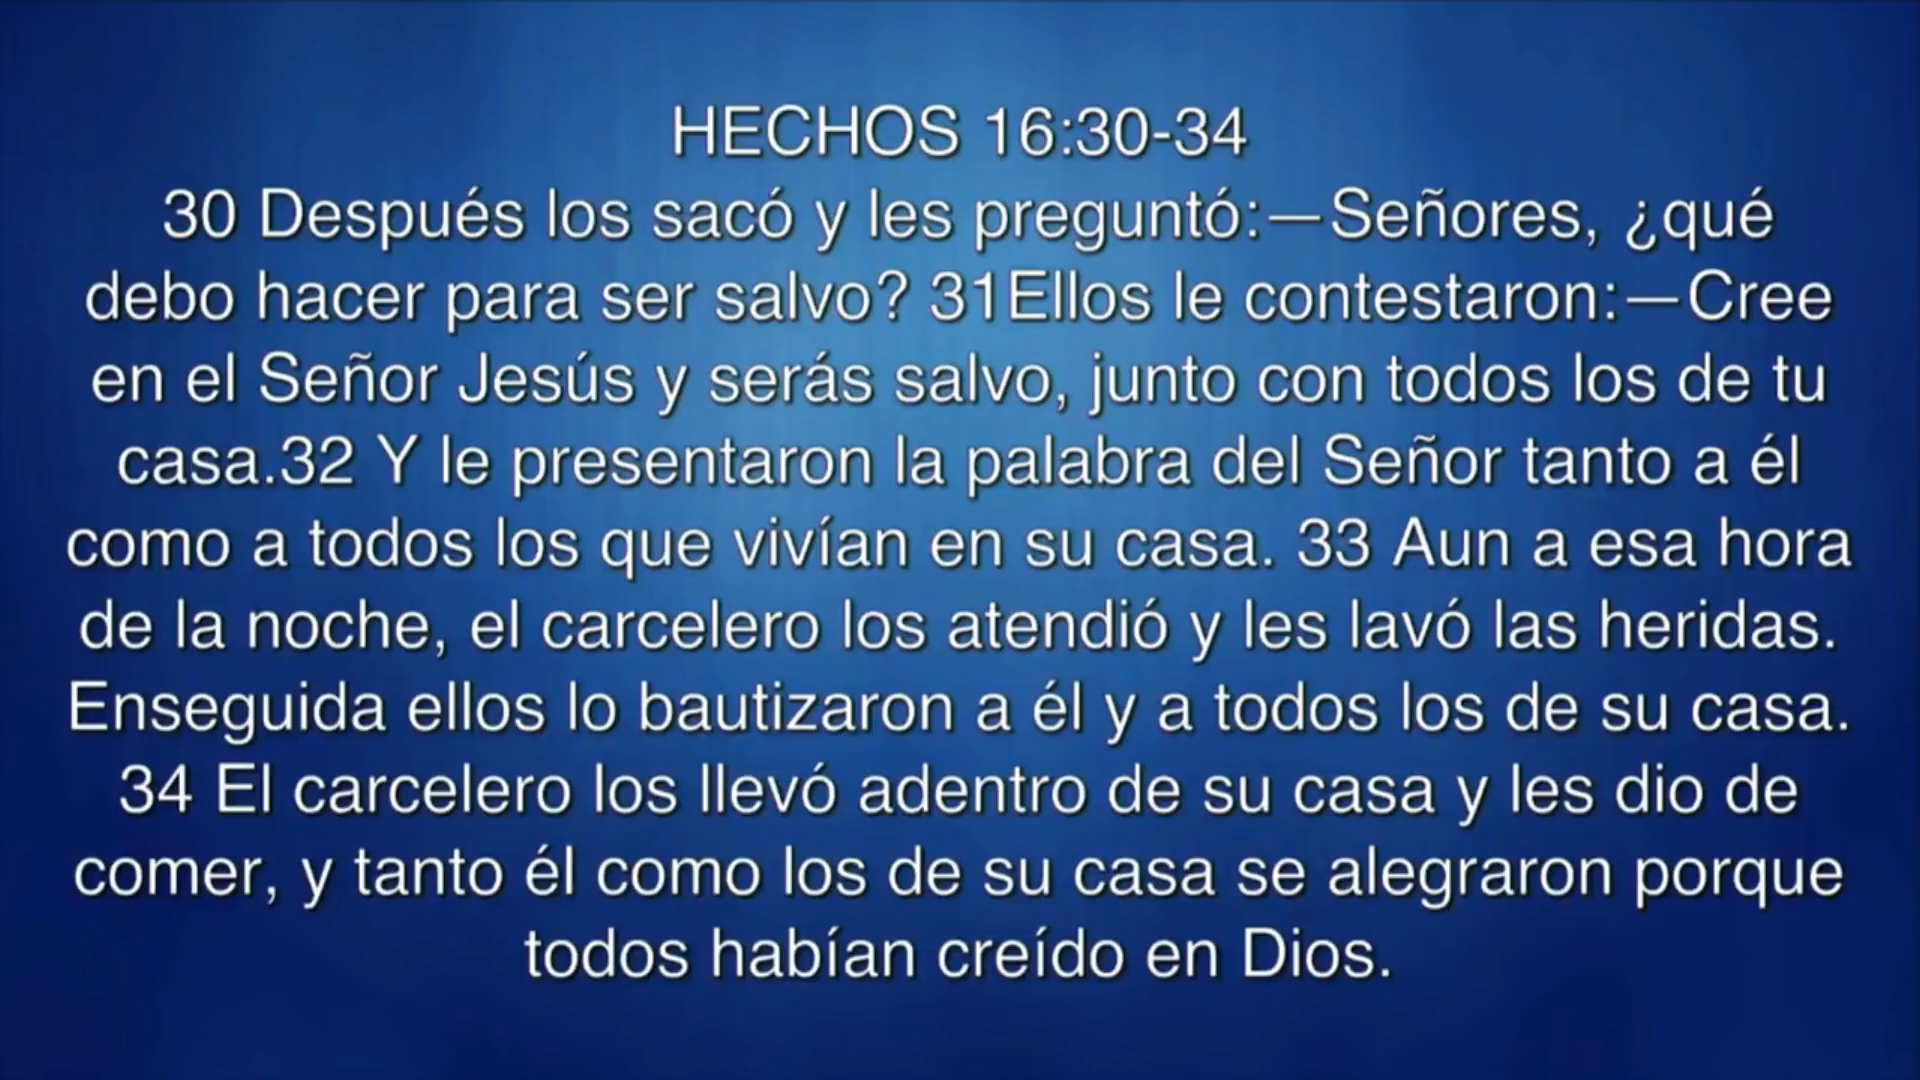 HECHOS 16:30-34
30 Después los sacó y les preguntó:—Señores, ¿qué
debo hacer para ser salvo? 31Ellos le contestaron:—Cree
en el Señor Jesús y serás salvo, junto con todos los de tu
casa.32 Y le presentaron la palabra del Señor tanto a él
como a todos los que vivían en su casa. 33 Aun a esa hora
de la noche, el carcelero los atendió y les lavó las heridas.
Enseguida ellos lo bautizaron a él y a todos los de su casa.
34 El carcelero los llevó adentro de su casa y les dio de
comer, y tanto él como los de su casa se alegraron porque
todos habían creído en Dios.